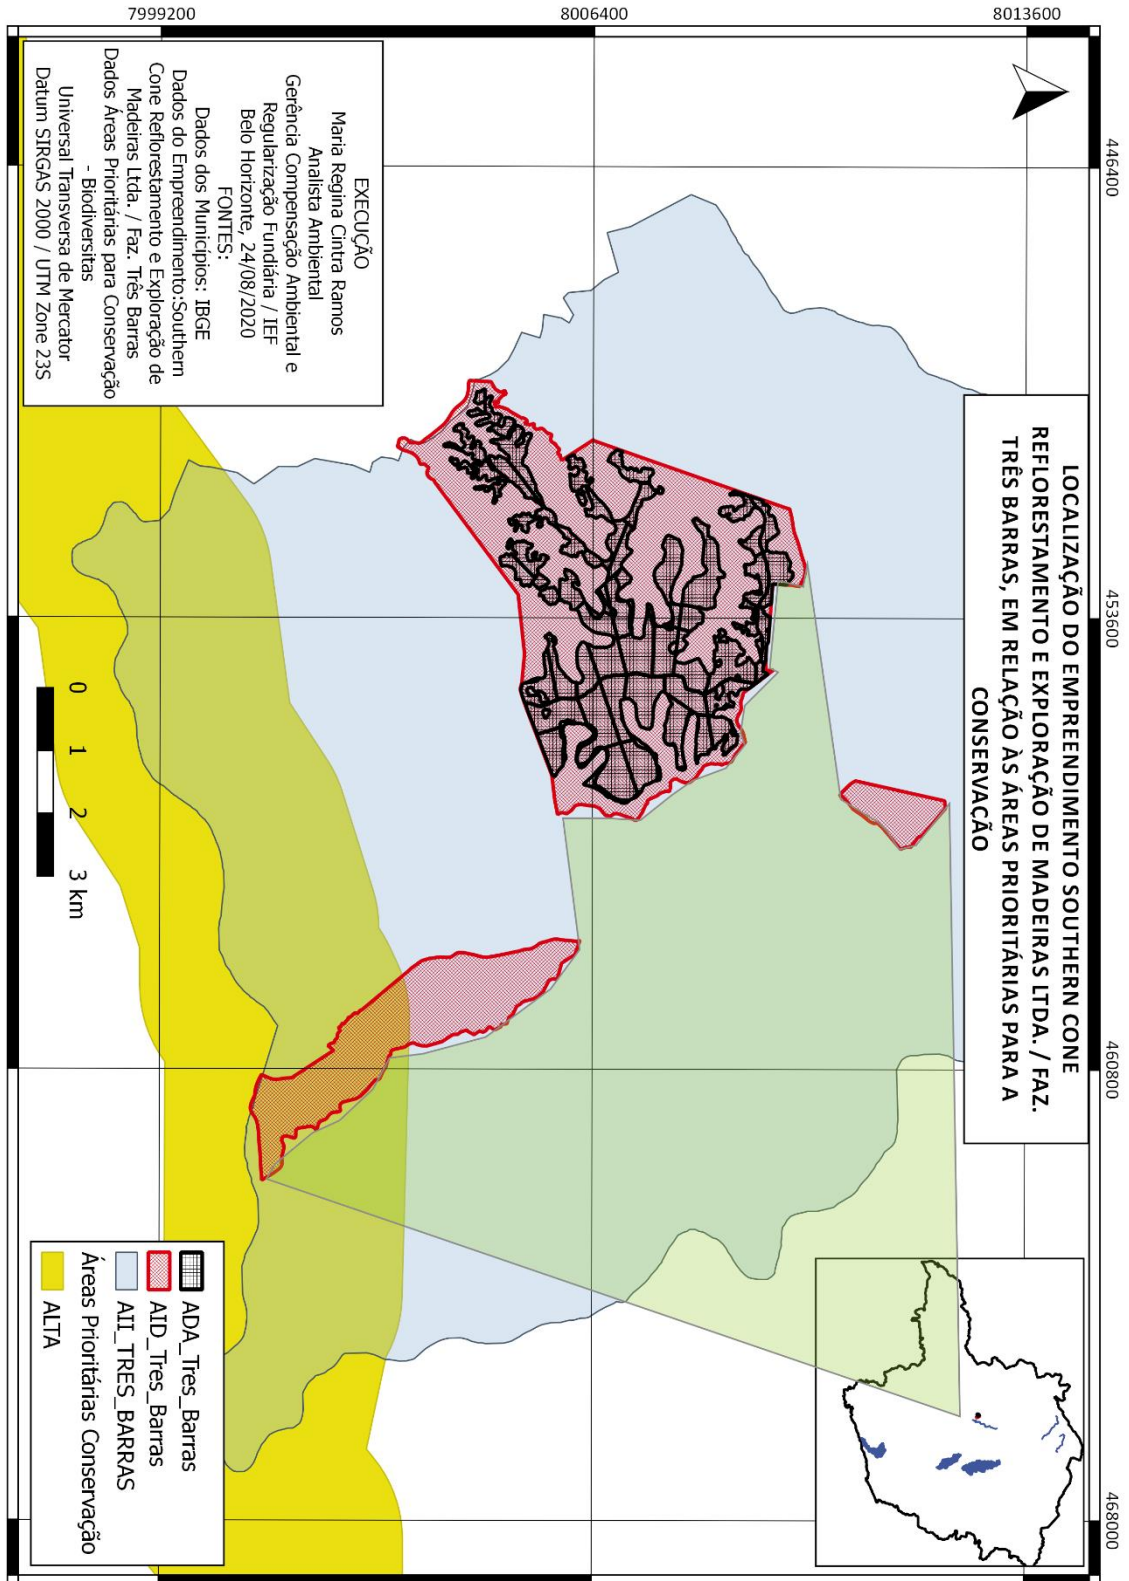 LOCALIZAÇÃO DO EMPREENDIMENTO SOUTHERN CONE
REFLORESTAMENTO E EXPLORAÇÃO DE MADEIRAS LTDA. / FAZ.
TRÊS BARRAS, EM RELAÇÃO ÀS ÁREAS PRIORITÁRIAS PARA A
CONSERVAÇÃO
446400
453600
460800
468000
8013600
8006400
7999200
EXECUÇÃO
Maria Regina Cintra Ramos
Analista Ambiental
Gerência Compensação Ambiental e
Regularização Fundiária / IEF
Belo Horizonte, 24/08/2020
FONTES:
Dados dos Municípios: IBGE
Dados do Empreendimento:Southern
Cone Reflorestamento e Exploração de
Madeiras Ltda. / Faz. Três Barras
Dados Áreas Prioritárias para Conservação
- Biodiversitas
Universal Transversa de Mercator
Datum SIRGAS 2000 / UTM Zone 23S
0 1 2 3 km
ADA_Tres_Barras
AID_Tres_Barras
AII_TRES_BARRAS
Áreas Prioritárias Conservação
ALTA